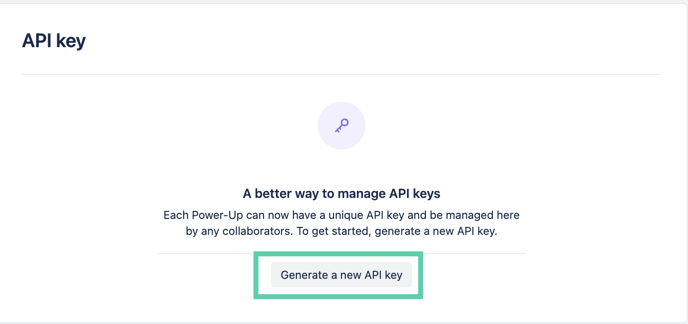 API key
A better way to manage API keys
Each Power-Up can now have a unique API key and be managed here
by any collaborators. To get started, generate a new API key.
Generate a new API key